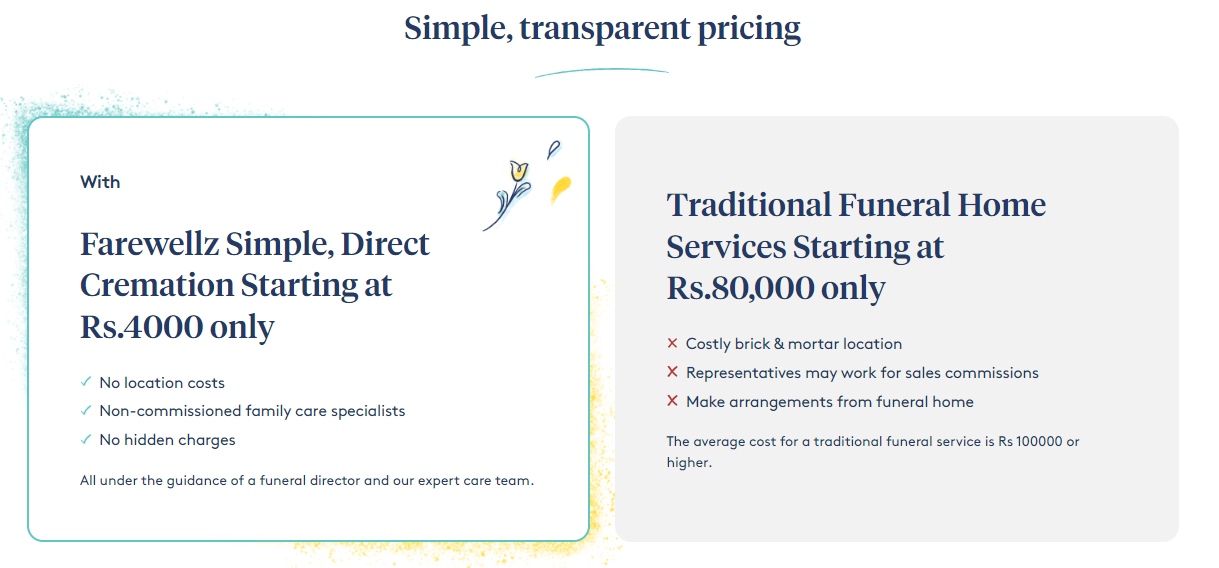 Simple, transparent pricing
With
Farewellz Simple, Direct
Cremation Starting at
Rs.4000 only
✓ No location costs
✓ Non-commissioned family care specialists
✓ No hidden charges
All under the guidance of a funeral director and our expert care team.
Traditional Funeral Home
Services Starting at
Rs.80,000 only
✕ Costly brick & mortar location
✕ Representatives may work for sales commissions
✕ Make arrangements from funeral home
The average cost for a traditional funeral service is Rs 100000 or
higher.